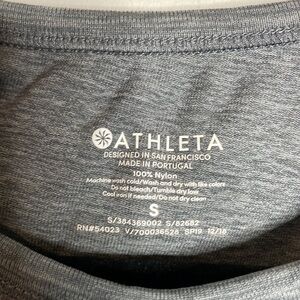 ATHLETA
DESIGNED IN SAN FRANCISCO
MADE IN PORTUGAL
100% Nylon
Machine wash cold/Wash and dry with like colors
Do not bleach/Tumble dry low
Cool iron if needed/Do not dry clean
S
S/384369002 S/82682
RN#54023 V/700036528 SP19 12/18